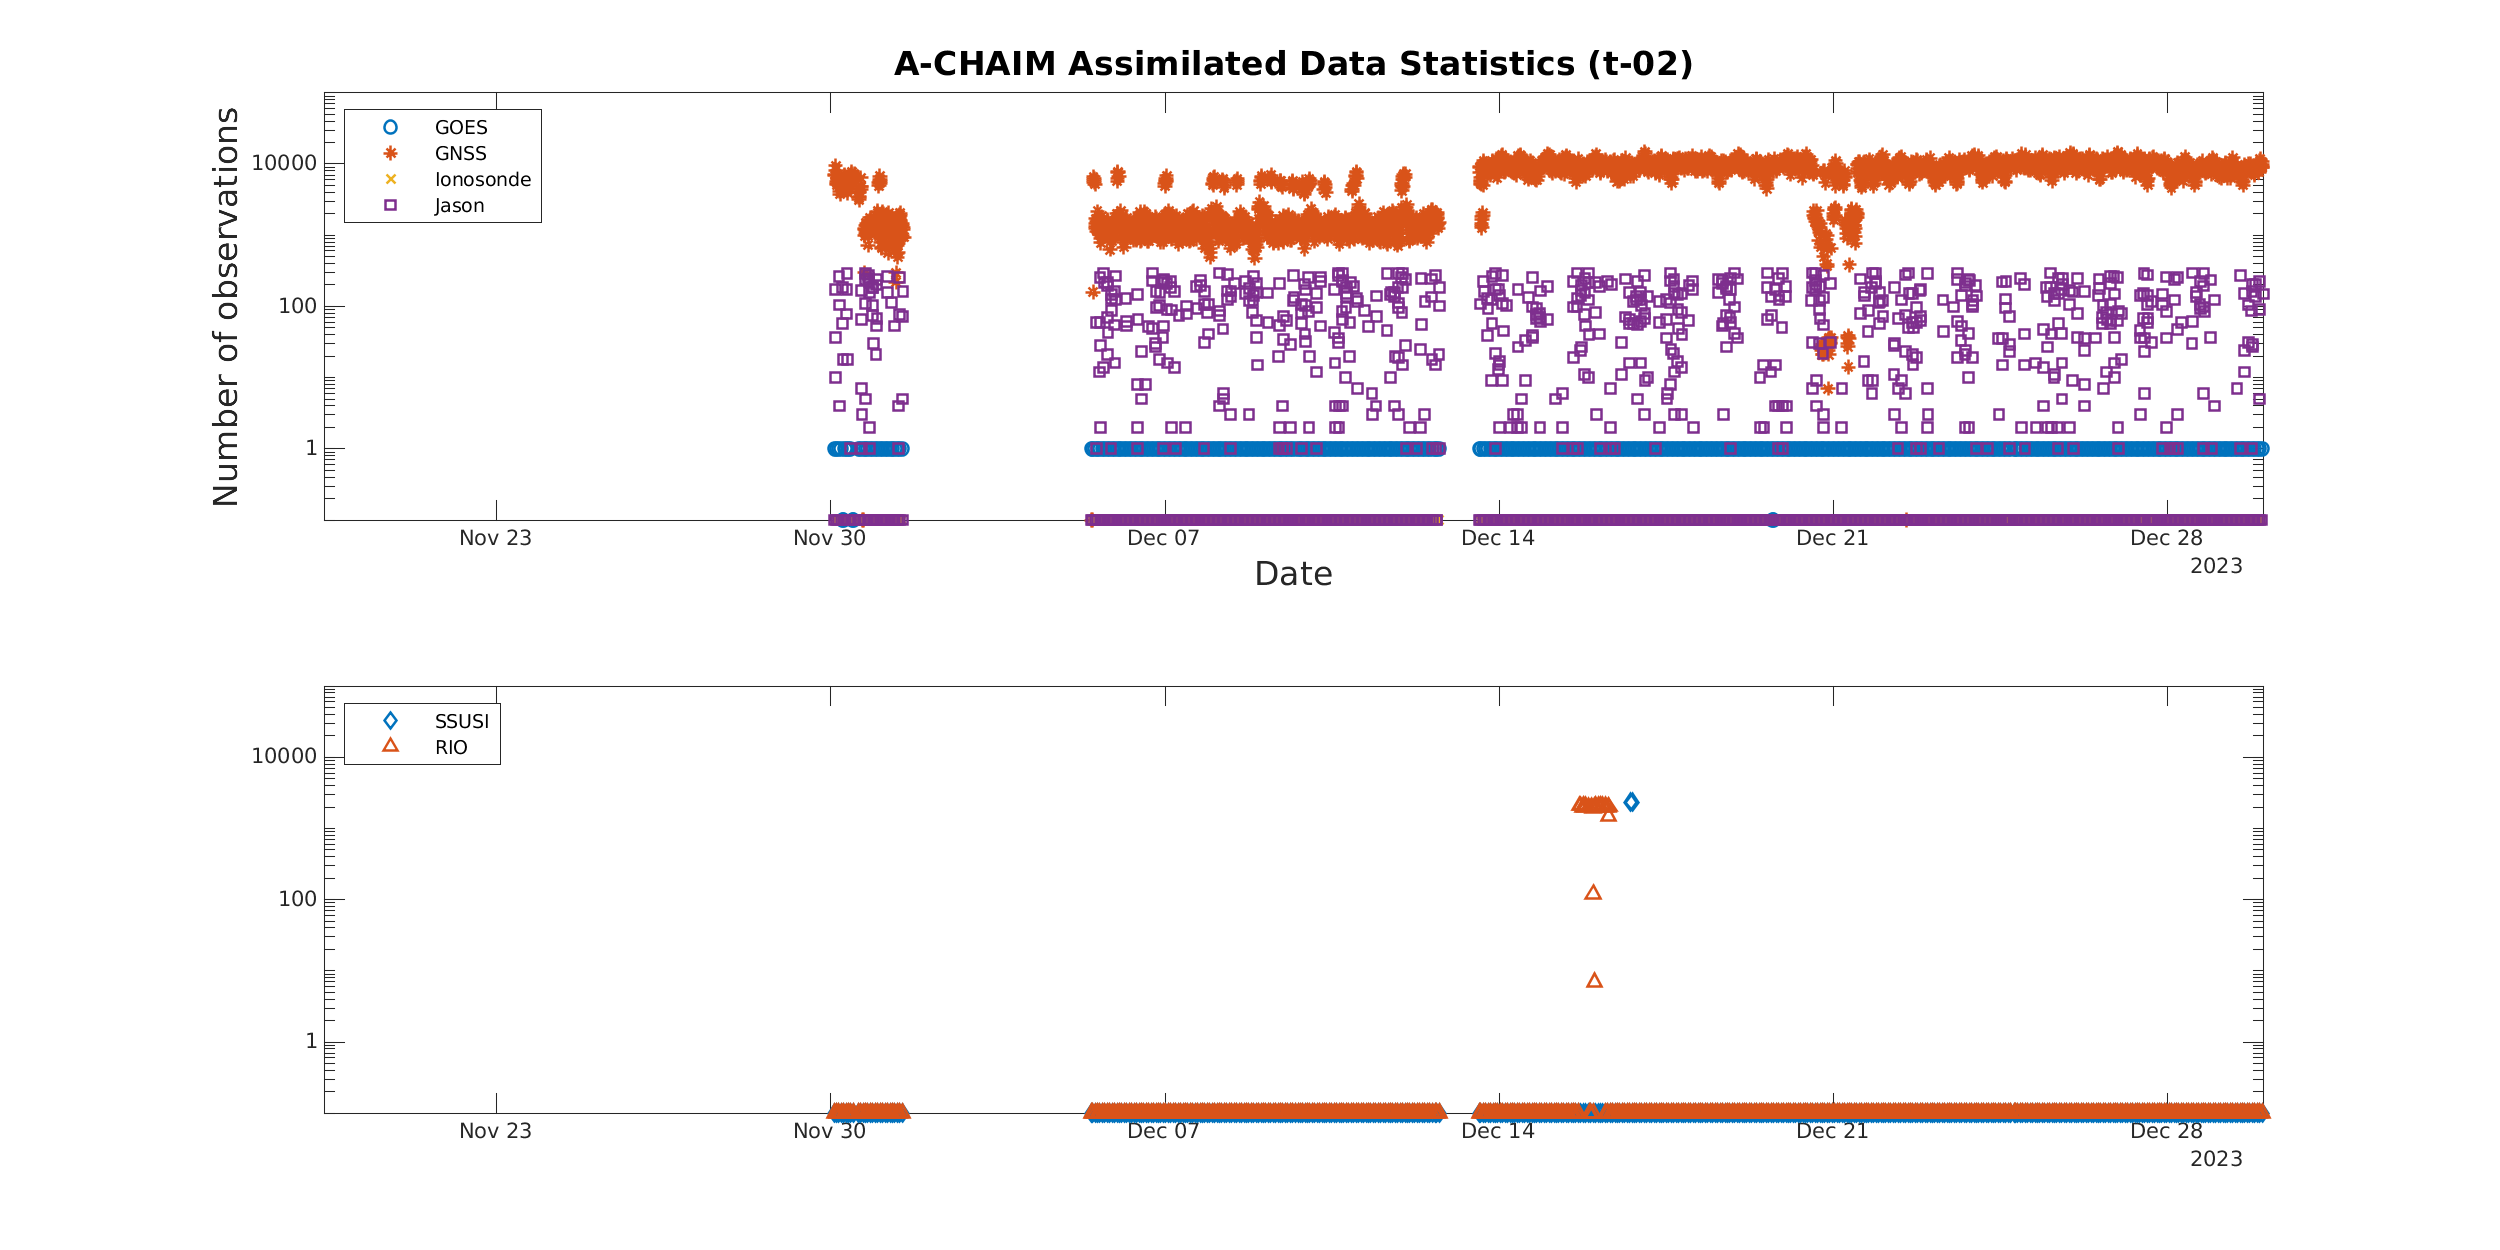 A-CHAIM Assimilated Data Statistics (t-02)
Number of observations
10000
100
1
GOES
GNSS
Ionosonde
Jason
Nov 23
Nov 30
Dec 07
Dec 14
Dec 21
Dec 28
2023
Date
10000
100
1
SSUSI
RIO
Nov 23
Nov 30
Dec 07
Dec 14
Dec 21
Dec 28
2023